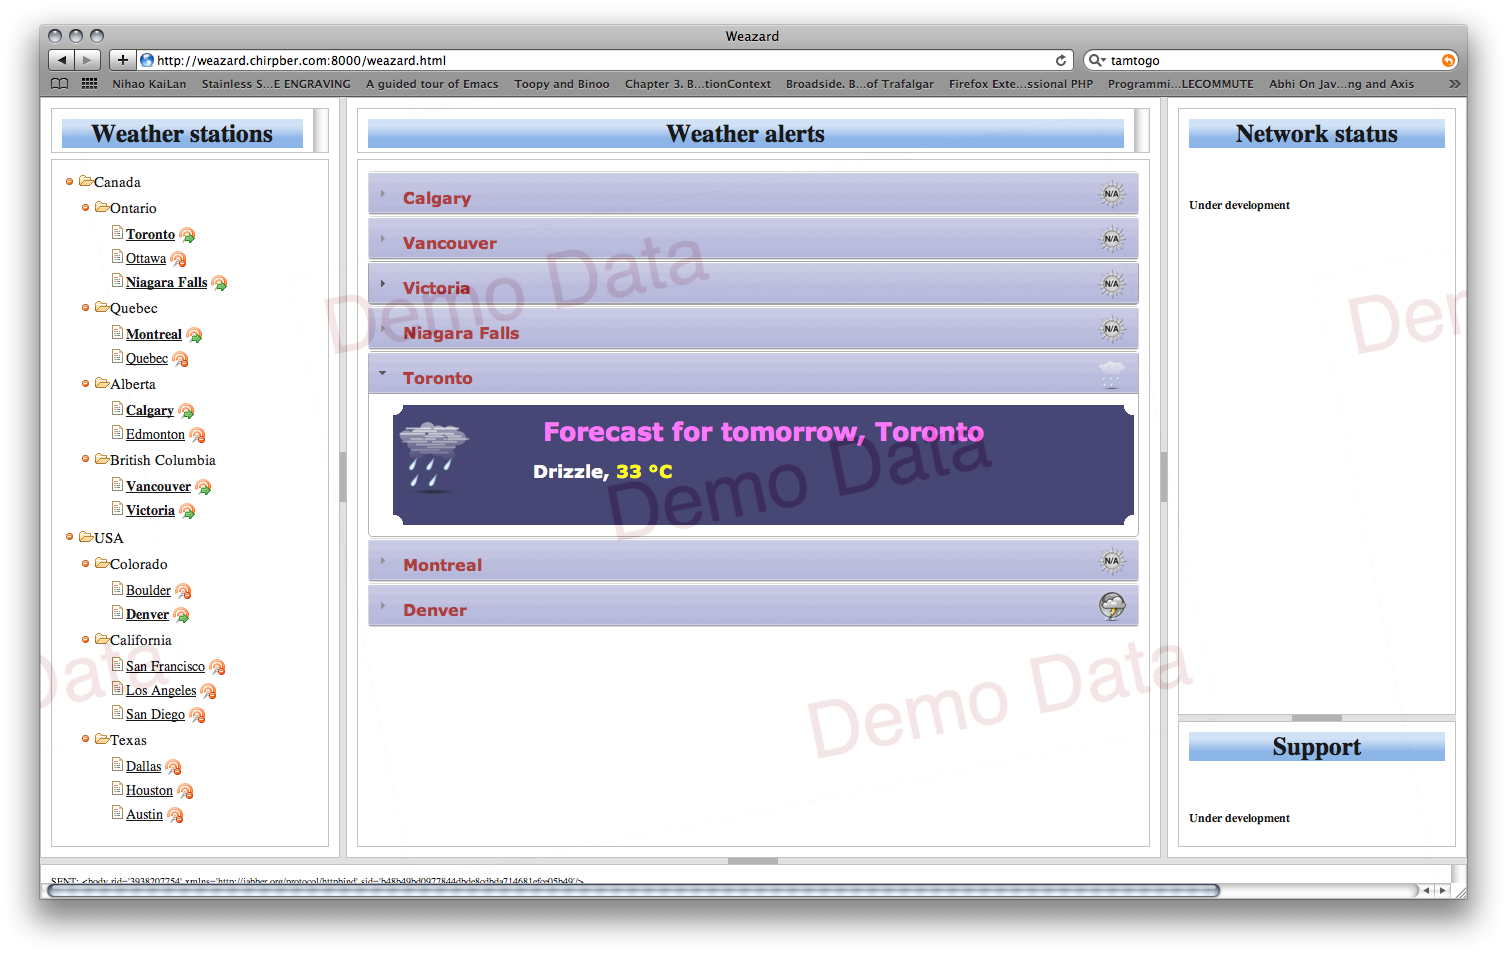 Weazard
http://weazard.chirpber.com:8000/weazard.html
tamtogo
Nihao KaiLan
Stainless S...E ENGRAVING
A guided tour of Emacs
Toopy and Binoo
Chapter 3. B...tionContext
Broadside. B...of Trafalgar
Firefox Exte...ssional PHP
Programmi...LECOMMUTE
Abhi On Jav...ng and Axis
Weather stations
Canada
Ontario
Toronto
Ottawa
Niagara Falls
Quebec
Montreal
Quebec
Alberta
Calgary
Edmonton
British Columbia
Vancouver
Victoria
USA
Colorado
Boulder
Denver
California
San Francisco
Los Angeles
San Diego
Texas
Dallas
Houston
Austin
Weather alerts
Calgary
N/A
Vancouver
N/A
Victoria
N/A
Niagara Falls
N/A
Toronto
Forecast for tomorrow, Toronto
Drizzle, 33 °C
Montreal
N/A
Denver
Network status
Under development
Support
Under development
Demo Data
Dem
Demo Data
Data
Demo Data
SENT: <body rid='3938207754' xmlns='http://jabber.org/protocol/httpbind'